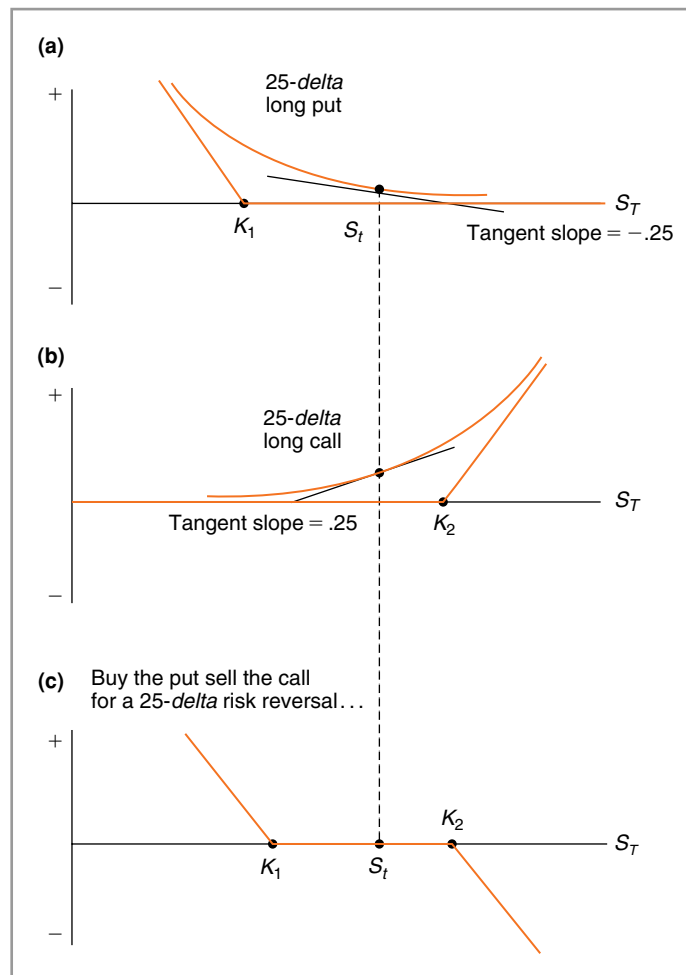 (a)
+
25-delta
long put
K1
St
ST
Tangent slope = −.25
−
(b)
+
25-delta
long call
ST
Tangent slope = .25
K2
−
(c)
Buy the put sell the call
for a 25-delta risk reversal...
+
K2
K1
St
ST
−